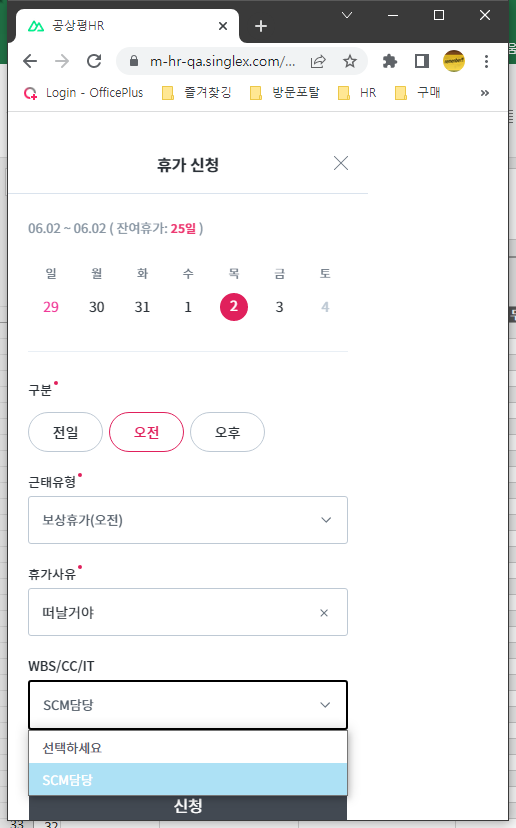 공상평HR
m-hr-qa.singlex.com/...
Login - OfficePlus 즐겨찾깅 방문포탈 HR 구매 »
휴가 신청
06.02 ~ 06.02 ( 잔여휴가: 25일 )
일 월 화 수 목 금 토
29 30 31 1 2 3 4
구분
전일 오전 오후
근태유형
보상휴가(오전)
휴가사유
떠날거야
WBS/CC/IT
SCM담당
선택하세요
SCM담당
신청
33 32